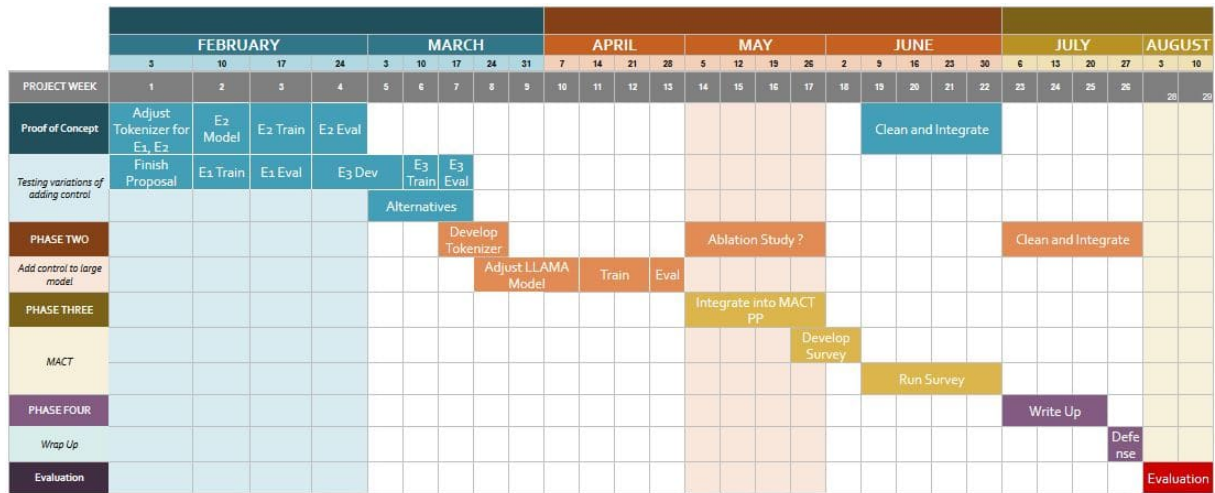 FEBRUARY MARCH APRIL MAY JUNE JULY AUGUST
3 10 17 24 3 10 17 24 31 7 14 21 28 5 12 19 26 2 9 16 23 30 6 13 20 27 3 10
PROJECT WEEK 1 2 3 4 5 6 7 8 9 10 11 12 13 14 15 16 17 18 19 20 21 22 23 24 25 26 28 29
Proof of Concept
Adjust
Tokenizer for
E1, E2
E2
Model
E2 Train
E2 Eval
Clean and Integrate
Testing variations of
adding control
Finish
Proposal
E1 Train
E1 Eval
E3 Dev
E3
Train
E3
Eval
Alternatives
PHASE TWO
Develop
Tokenizer
Ablation Study ?
Clean and Integrate
Add control to large
model
Adjust LLAMA
Model
Train
Eval
PHASE THREE
Integrate into MACT
PP
MACT
Develop
Survey
Run Survey
PHASE FOUR
Write Up
Wrap Up
Defe
nse
Evaluation
Evaluation